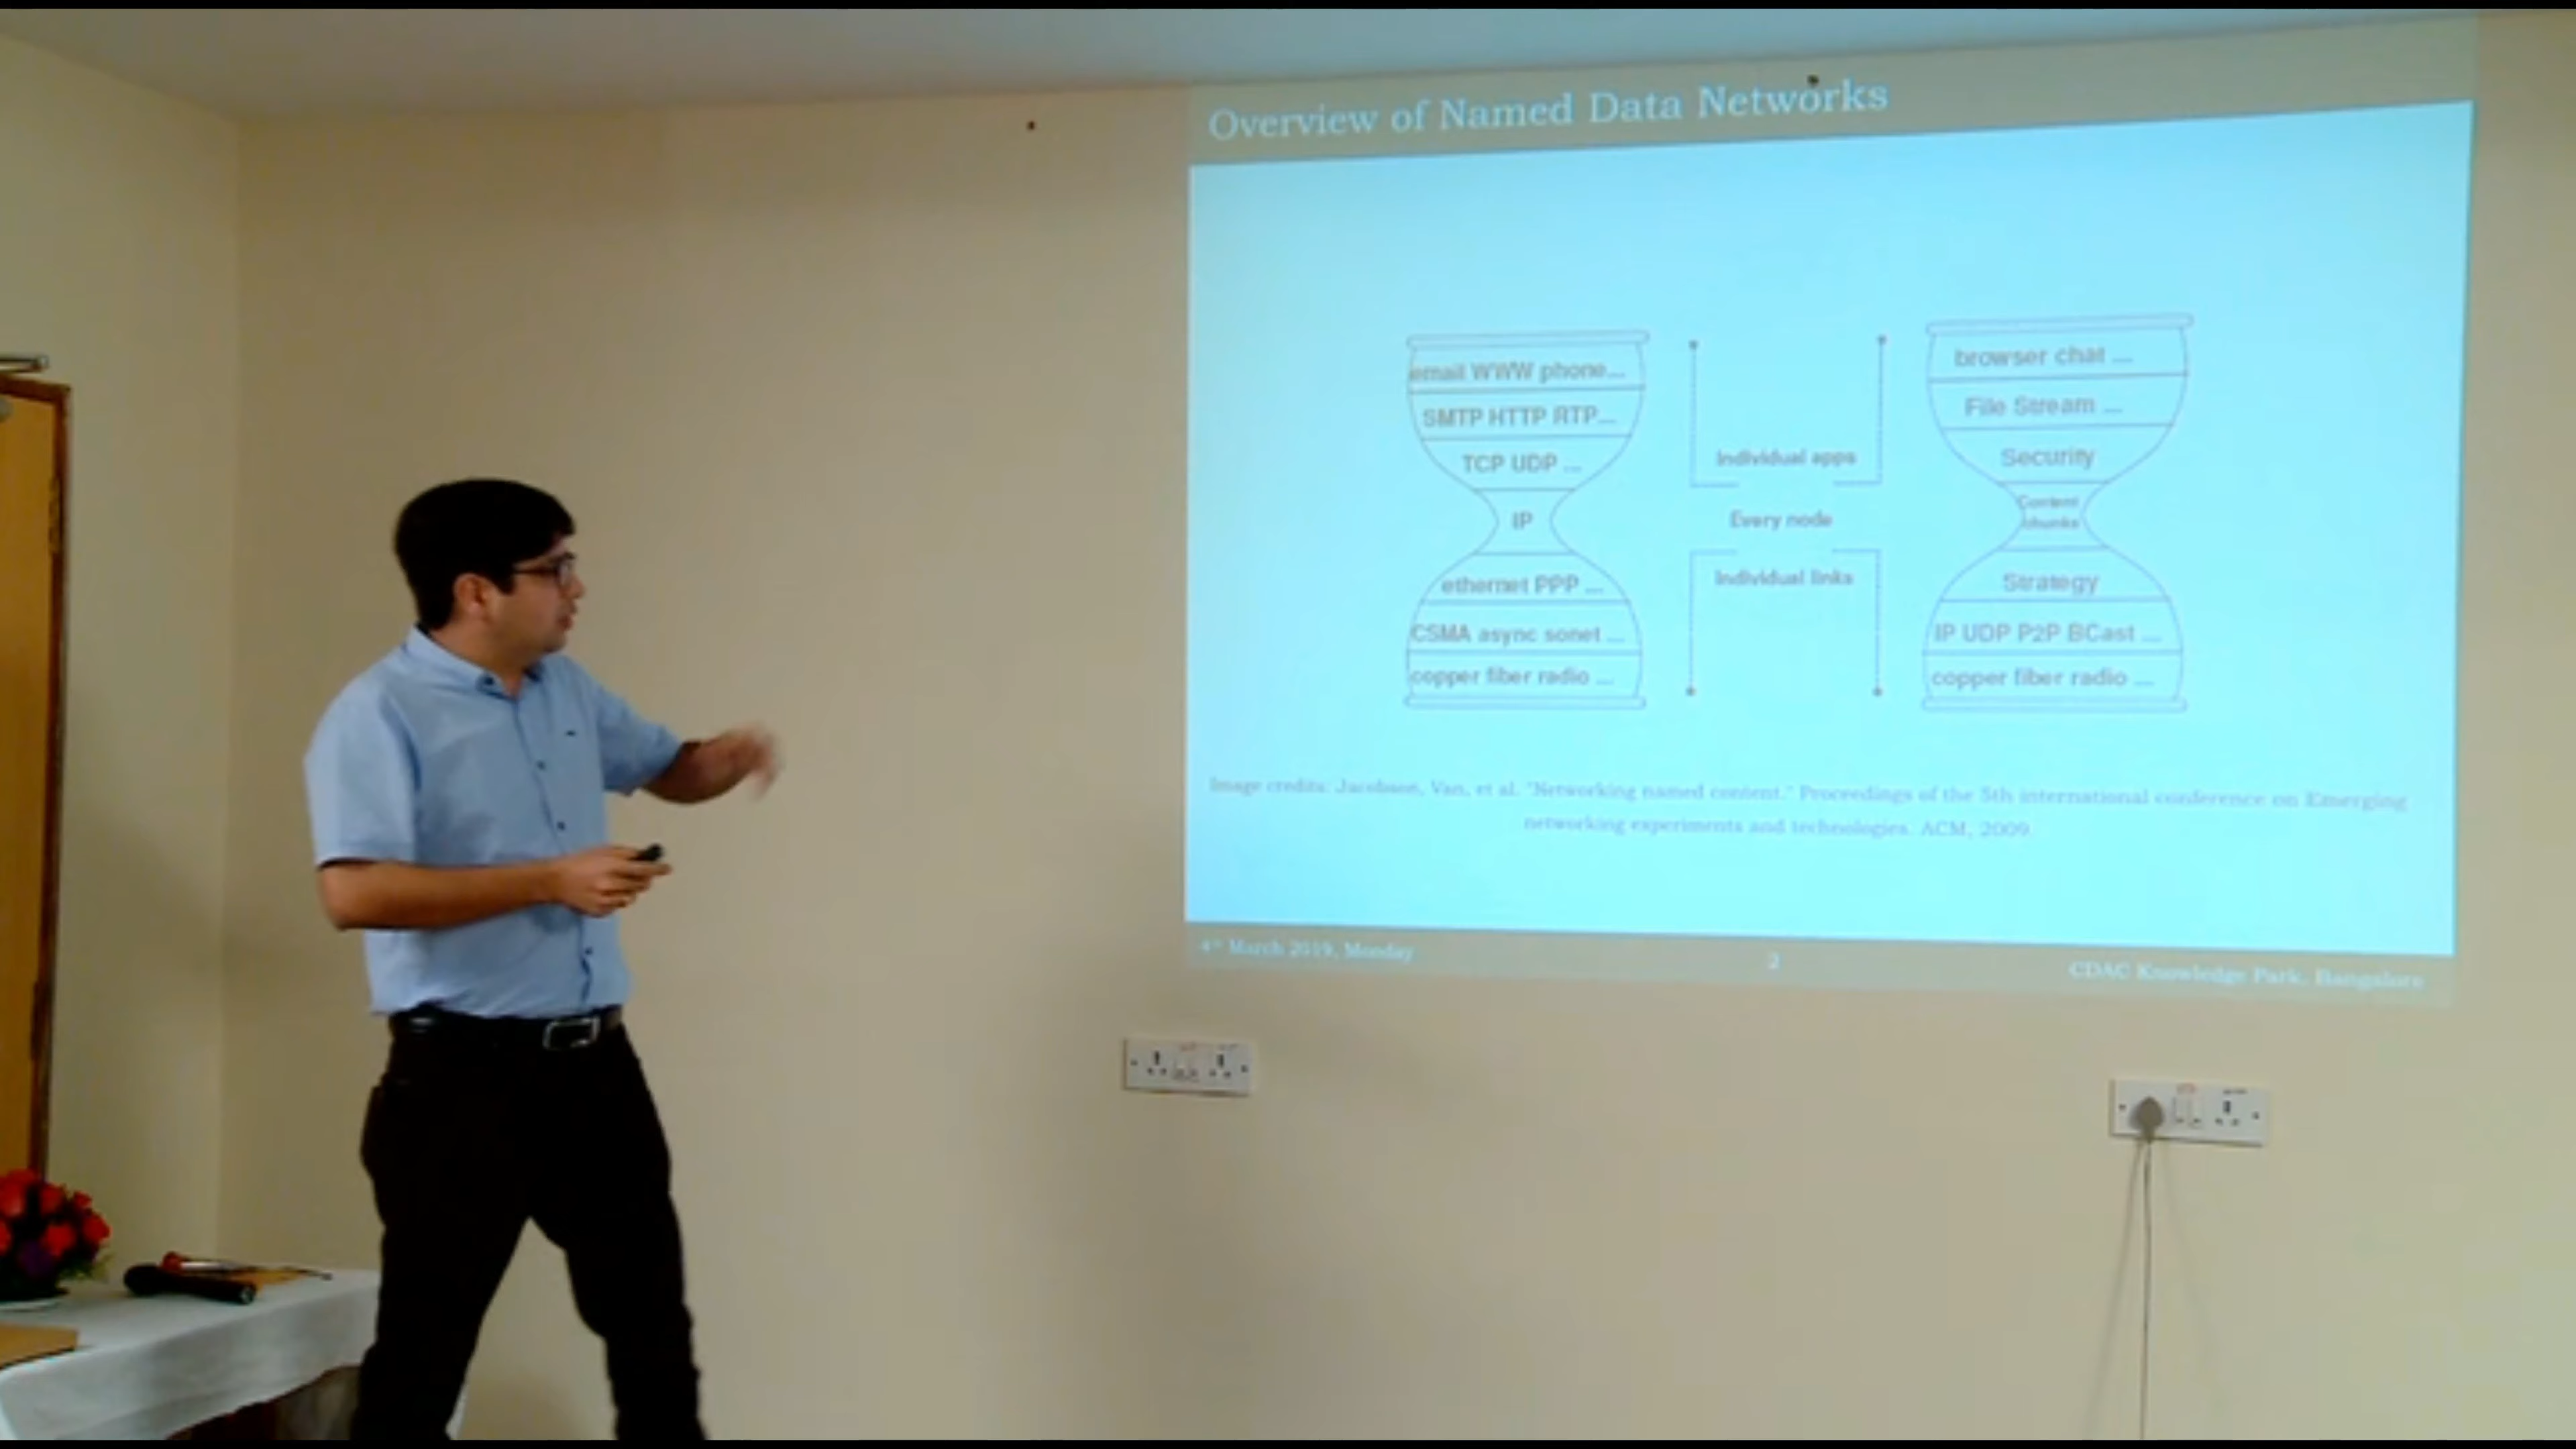 Overview of Named Data Networks
email WWW phone...
SMTP HTTP RTP...
TCP UDP ...
IP
ethernet PPP ...
CSMA async sonet ...
copper fiber radio ...
Individual apps
Every node
Individual links
browser chat ...
File Stream ...
Security
Content
chunks
Strategy
IP UDP P2P BCast ...
copper fiber radio ...
Image credits: Jacobson, Van, et al. "Networking named content." Proceedings of the 5th international conference on Emerging
networking experiments and technologies. ACM, 2009.
4th March 2019, Monday
2
CDAC Knowledge Park, Bangalore